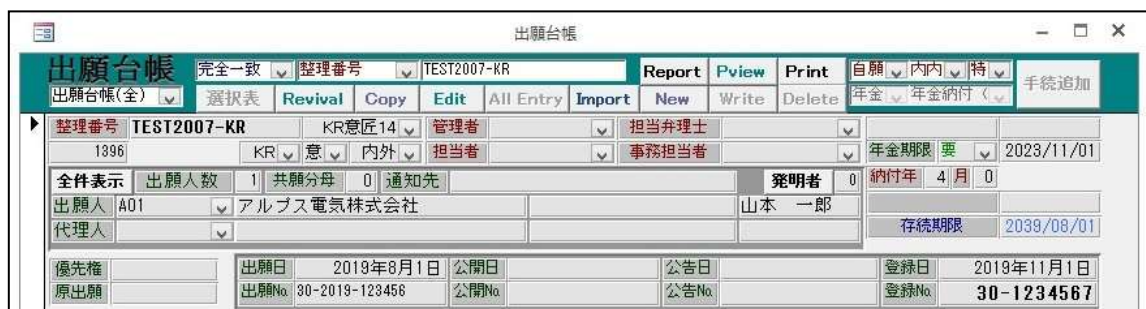 出願台帳
出願台帳 完全一致 整理番号 TEST2007-KR Report Pview Print 自願 内内 特 手続追加
出願台帳(全) 選択表 Revival Copy Edit All Entry Import New Write Delete 年金 年金納付 (
整理番号 TEST2007-KR KR意匠14 管理者 担当弁理士
1396 KR 意 内外 担当者 事務担当者 年金期限 要 2023/11/01
全件表示 出願人数 1 共願分母 0 通知先 発明者 0 納付年 4 月 0
出願人 A01 アルプス電気株式会社 山本 一郎
代理人 存続期限 2039/08/01
優先権 出願日 2019年8月1日 公開日 公告日 登録日 2019年11月1日
原出願 出願No. 30-2019-123456 公開No. 公告No. 登録No. 30-1234567